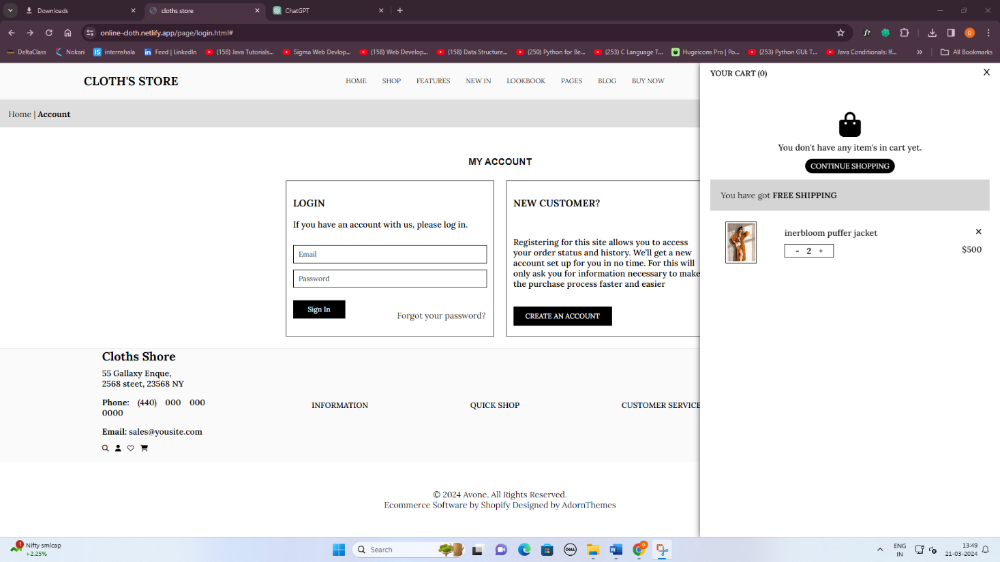 Downloads
cloths store
ChatGPT
online-cloth.netlify.app/page/login.html#
D
DeltaClass
Nokari
internshala
Feed | LinkedIn
(158) Java Tutorials...
Sigma Web Devlop...
(158) Web Develop...
(158) Data Structure...
(250) Python for Be...
(253) C Language T...
Hugeicons Pro | Po...
(253) Python GUI: T...
Java Conditionals: If...
All Bookmarks
CLOTH'S STORE
HOME
SHOP
FEATURES
NEW IN
LOOKBOOK
PAGES
BLOG
BUY NOW
Home | Account
MY ACCOUNT
LOGIN
If you have an account with us, please log in.
Email
Password
Sign In
Forgot your password?
NEW CUSTOMER?
Registering for this site allows you to access
your order status and history. We'll get a new
account set up for you in no time. For this will
only ask you for information necessary to make
the purchase process faster and easier
CREATE AN ACCOUNT
YOUR CART (0)
X
You don't have any item's in cart yet.
CONTINUE SHOPPING
You have got FREE SHIPPING
inerbloom puffer jacket
- 2 +
$500
Cloths Shore
55 Gallaxy Enque,
2568 steet, 23568 NY
Phone: (440) 000 000
0000
Email: sales@yousite.com
INFORMATION
QUICK SHOP
CUSTOMER SERVICE
© 2024 Avone. All Rights Reserved.
Ecommerce Software by Shopify Designed by AdornThemes
1
Nifty smlcap
+2.25%
Search
DELL
W
D
ENG
IN
13:49
21-03-2024